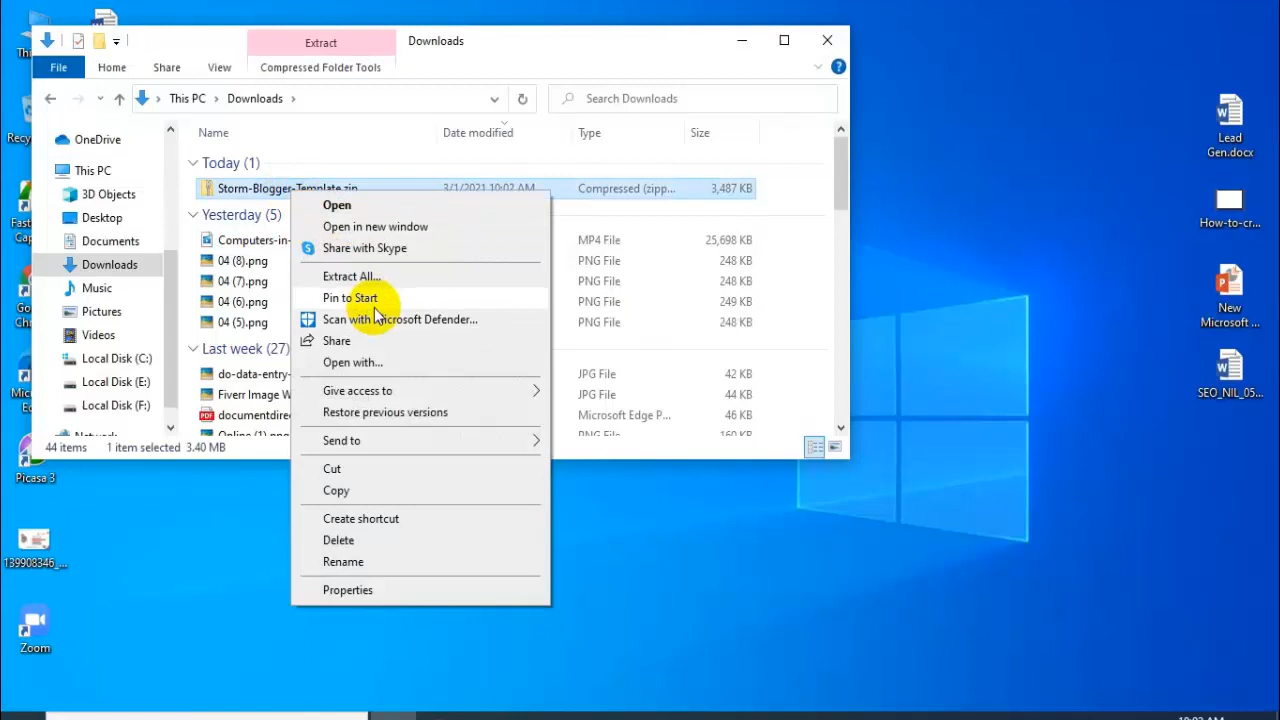 Extract
Downloads
File
Home
Share
View
Compressed Folder Tools
This PC
Downloads
Search Downloads
Name
Date modified
Type
Size
OneDrive
This PC
3D Objects
Desktop
Documents
Downloads
Music
Pictures
Videos
Local Disk (C:)
Local Disk (E:)
Local Disk (F:)
Network
Today (1)
Storm-Blogger-Template.zip 3/1/2021 10:02 AM Compressed (zipp... 3,487 KB
Yesterday (5)
Computers-in- MP4 File 25,698 KB
04 (8).png PNG File 248 KB
04 (7).png PNG File 248 KB
04 (6).png PNG File 249 KB
04 (5).png PNG File 248 KB
Last week (27)
do-data-entry- JPG File 42 KB
Fiverr Image W JPG File 44 KB
documentdire Microsoft Edge P... 46 KB
Online (1).png PNG File 160 KB
44 items 1 item selected 3.40 MB
Open
Open in new window
Share with Skype
Extract All...
Pin to Start
Scan with Microsoft Defender...
Share
Open with...
Give access to
Restore previous versions
Send to
Cut
Copy
Create shortcut
Delete
Rename
Properties
Picasa 3
139908346_...
Zoom
Lead
Gen.docx
How-to-cr...
New
Microsoft ...
SEO_NIL_05...
10:03 AM